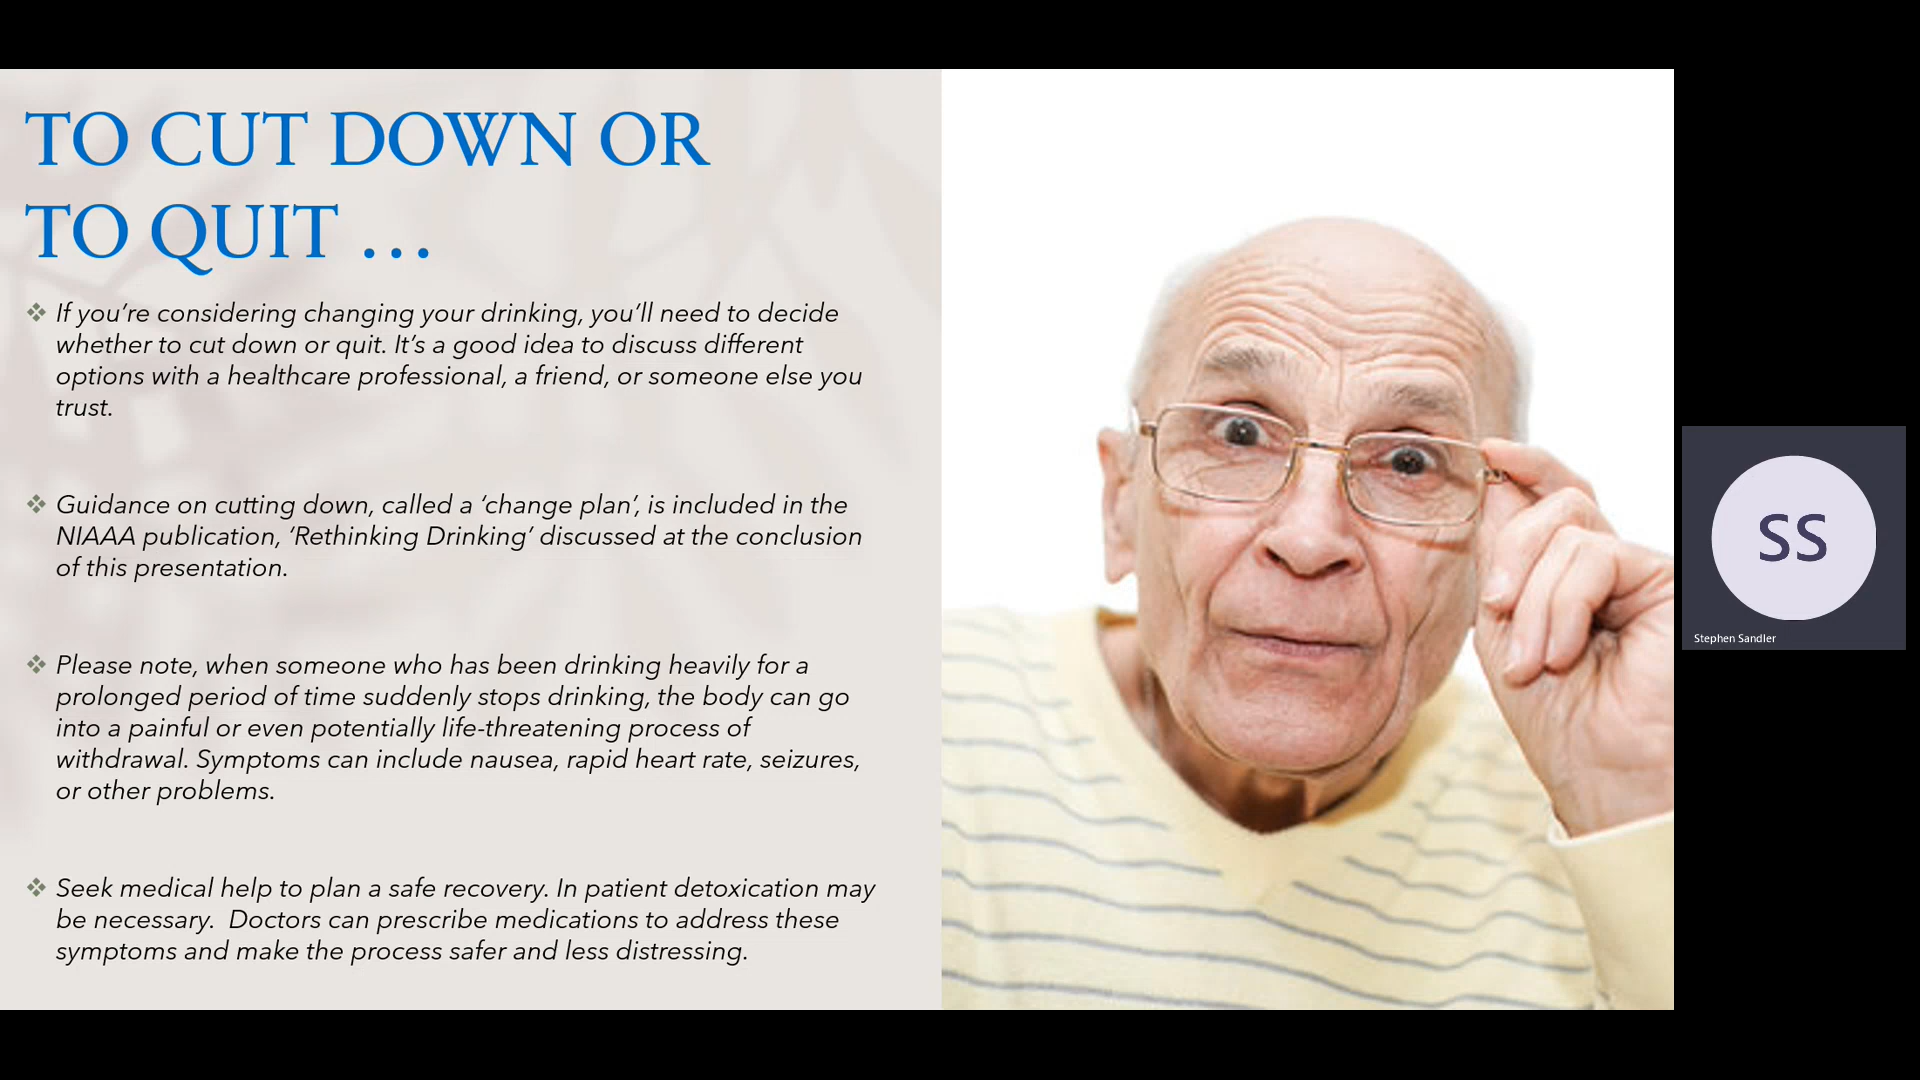 TO CUT DOWN OR
TO QUIT …
❖ If you’re considering changing your drinking, you’ll need to decide
whether to cut down or quit. It’s a good idea to discuss different
options with a healthcare professional, a friend, or someone else you
trust.
❖ Guidance on cutting down, called a ‘change plan’, is included in the
NIAAA publication, ‘Rethinking Drinking’ discussed at the conclusion
of this presentation.
❖ Please note, when someone who has been drinking heavily for a
prolonged period of time suddenly stops drinking, the body can go
into a painful or even potentially life-threatening process of
withdrawal. Symptoms can include nausea, rapid heart rate, seizures,
or other problems.
❖ Seek medical help to plan a safe recovery. In patient detoxication may
be necessary.  Doctors can prescribe medications to address these
symptoms and make the process safer and less distressing.
SS
Stephen Sandler